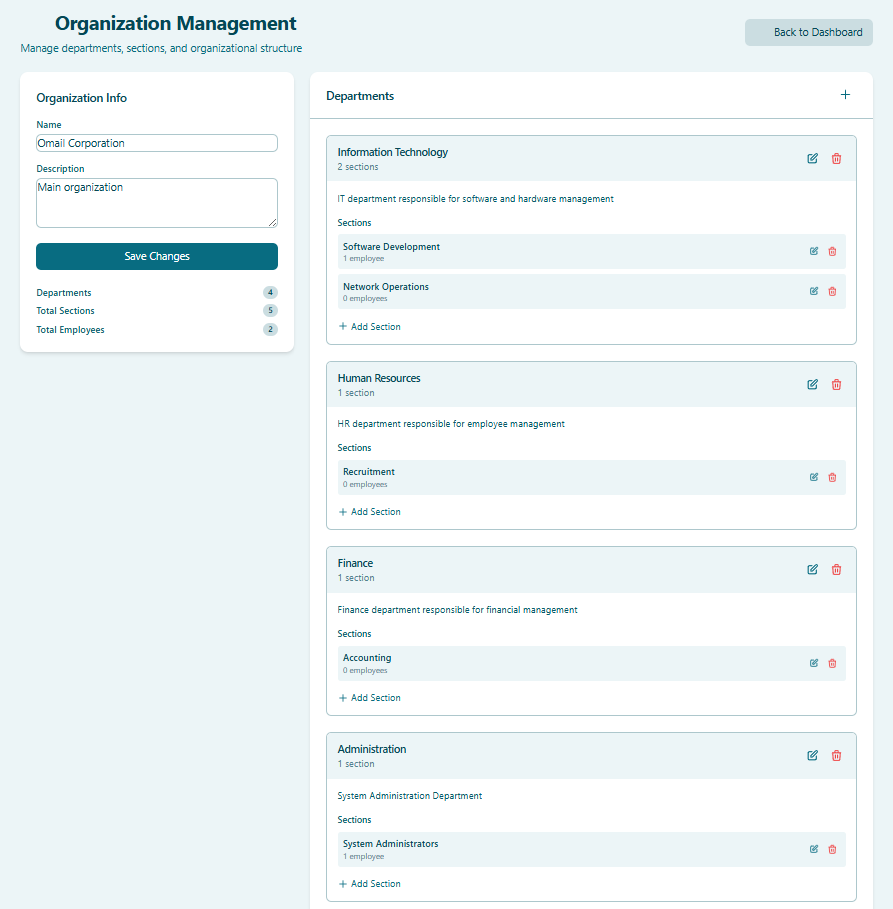 Organization Management
Manage departments, sections, and organizational structure
Back to Dashboard
Organization Info
Name
Omail Corporation
Description
Main organization
Save Changes
Departments 4
Total Sections 5
Total Employees 2
Departments
Information Technology
2 sections
IT department responsible for software and hardware management
Sections
Software Development
1 employee
Network Operations
0 employees
+ Add Section
Human Resources
1 section
HR department responsible for employee management
Sections
Recruitment
0 employees
+ Add Section
Finance
1 section
Finance department responsible for financial management
Sections
Accounting
0 employees
+ Add Section
Administration
1 section
System Administration Department
Sections
System Administrators
1 employee
+ Add Section